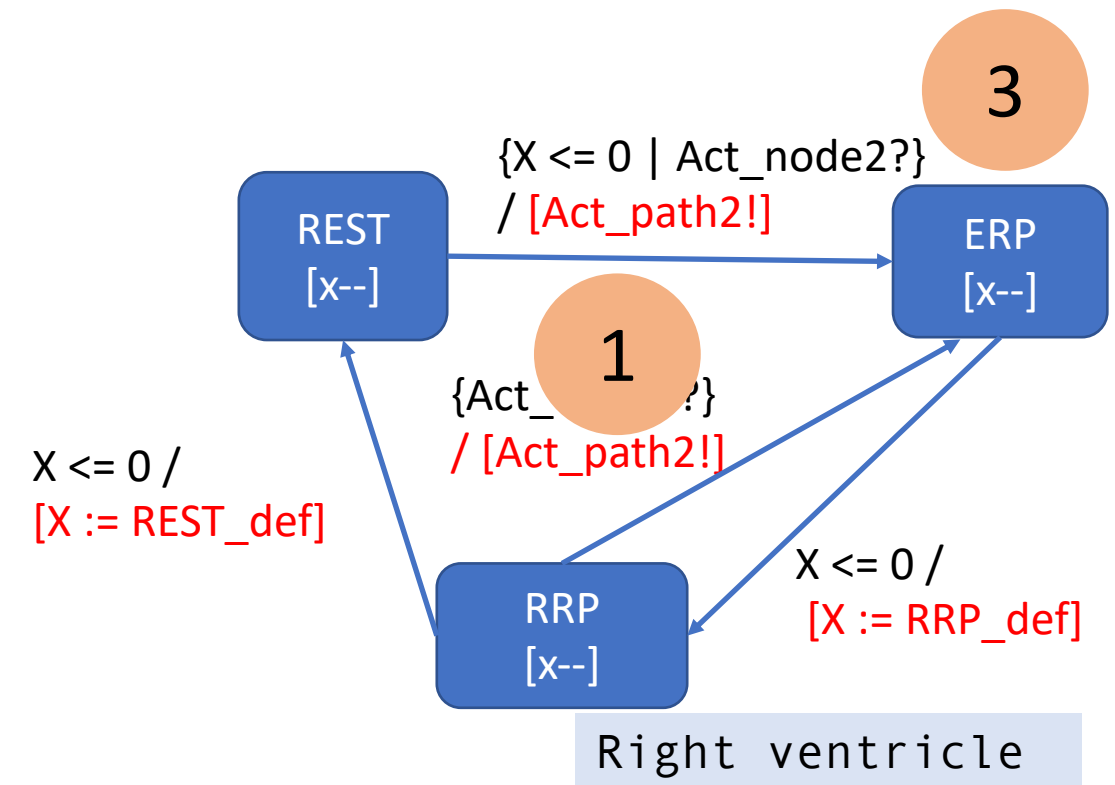 3
{X <= 0 | Act_node2?}
/ [Act_path2!]
REST
[x--]
ERP
[x--]
1
{Act_ ?}
/ [Act_path2!]
X <= 0 /
[X := REST_def]
X <= 0 /
[X := RRP_def]
RRP
[x--]
Right ventricle